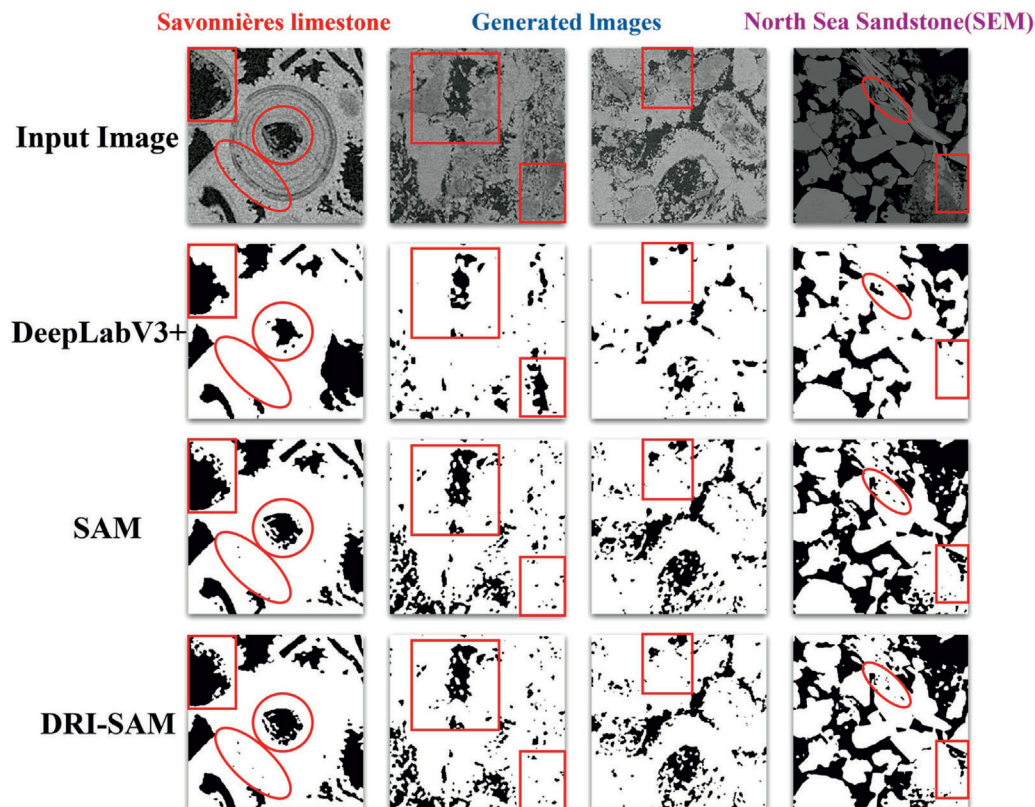 Savonnières limestone
Generated Images
North Sea Sandstone(SEM)
Input Image
DeepLabV3+
SAM
DRI-SAM